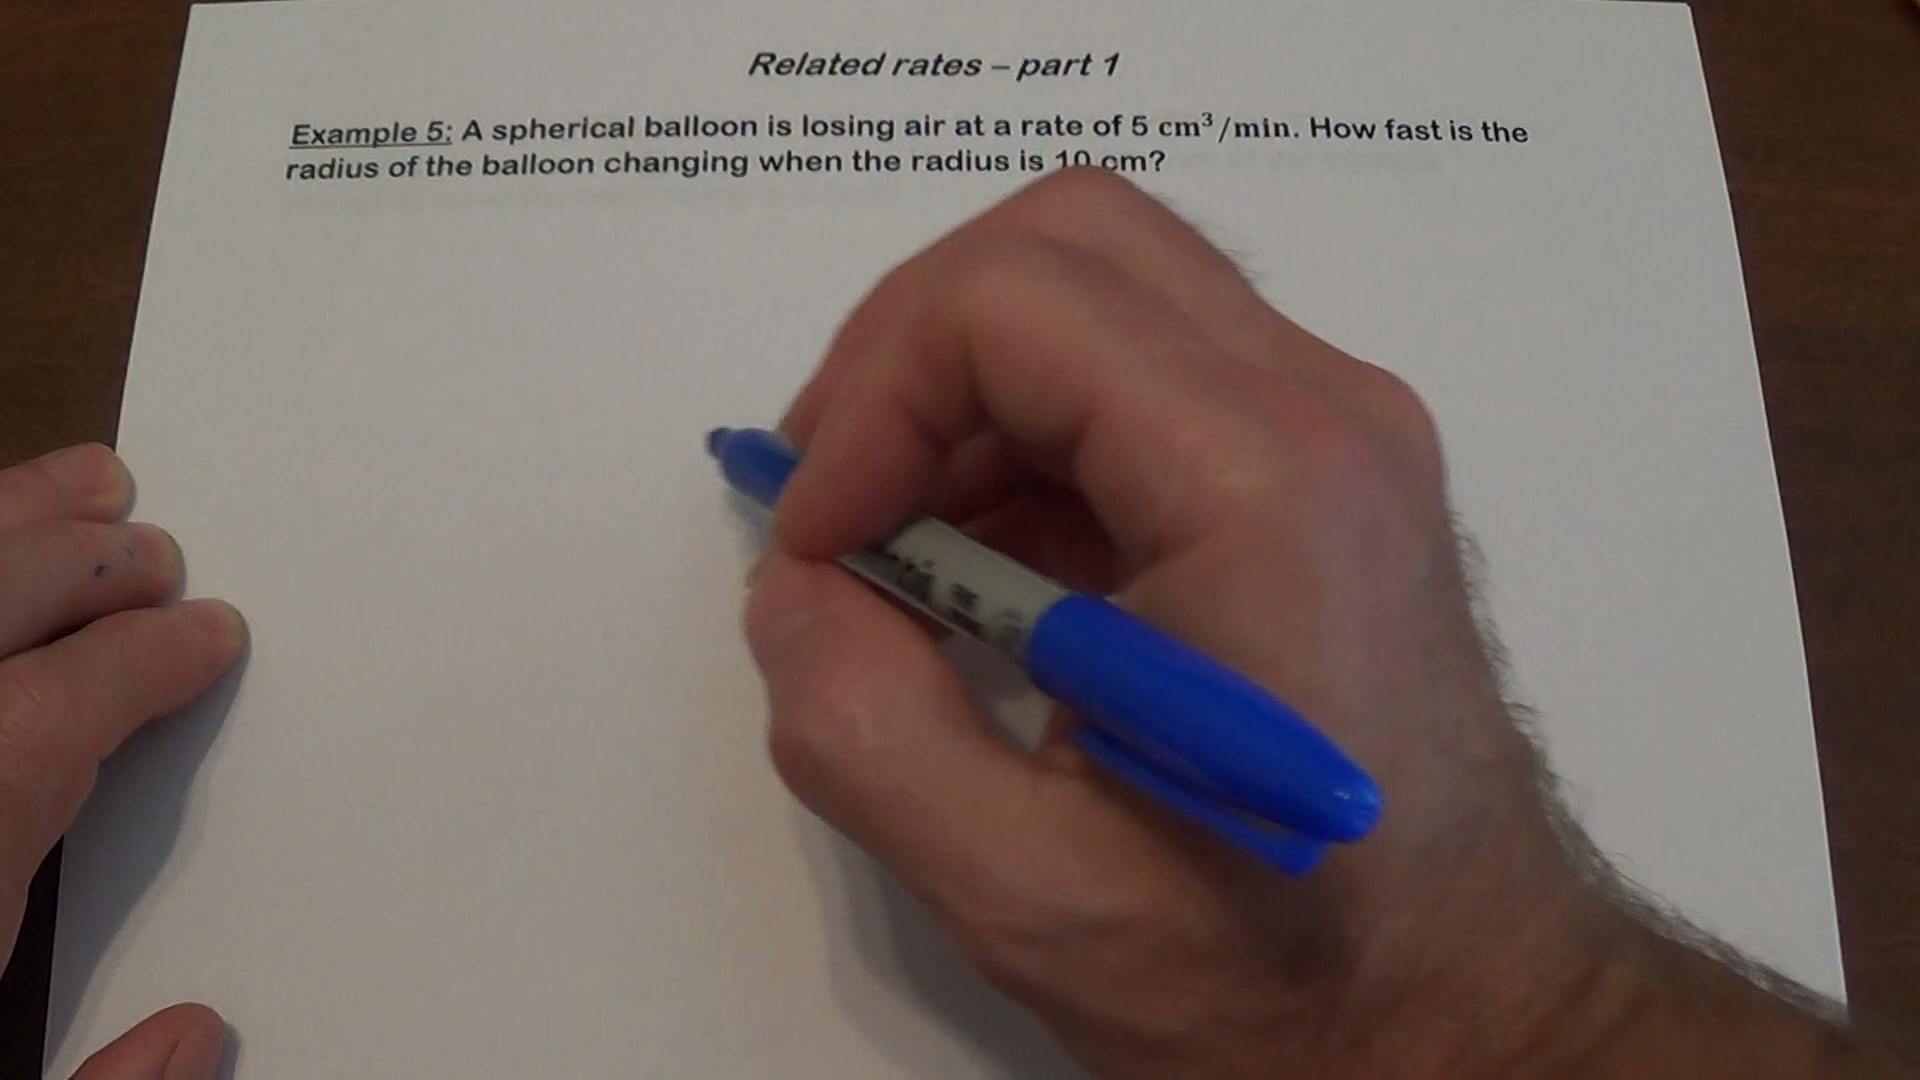 Related rates – part 1
Example 5: A spherical balloon is losing air at a rate of 5 cm³/min. How fast is the
radius of the balloon changing when the radius is 10 cm?